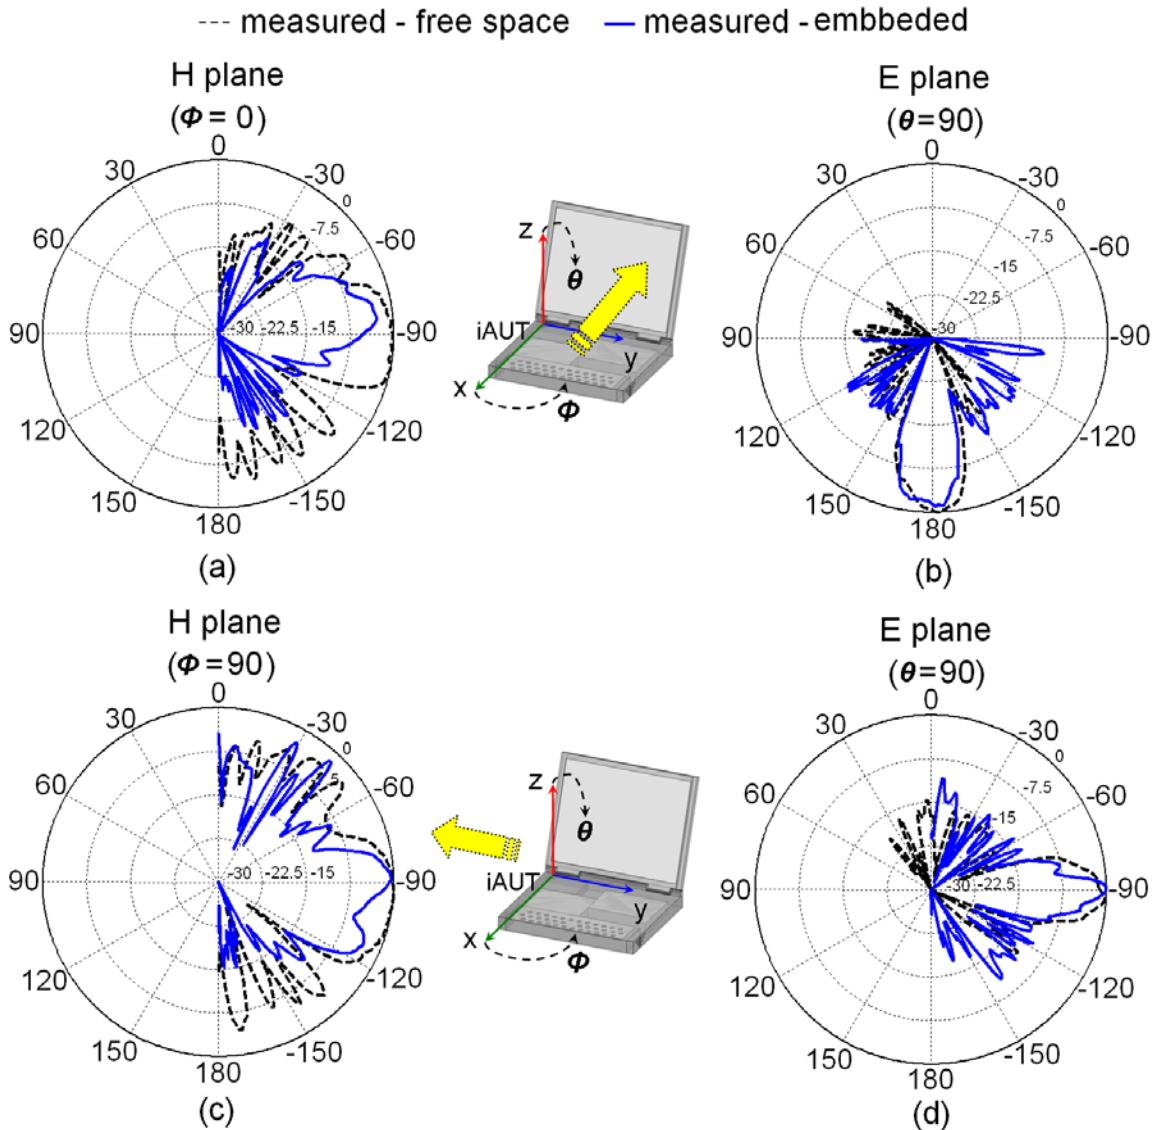 measured - free space measured - embbeded
H plane
(Φ = 0)
E plane
(θ=90)
0
30 -30
0
-7.5
60 -60
90 -30 -22.5 -15 -90
120 -120
150 -150
180
(a)
z
θ
iAUT
y
x
Φ
0
30 -30
0
-7.5
60 -60
-15
-22.5
90 -30 -90
120 -120
150 -150
180
(b)
H plane
(Φ =90)
E plane
(θ=90)
0
30 -30
0
60 -60
90 -30 -22.5 -15 -90
120 -120
150 -150
180
(c)
z
θ
iAUT
y
x
Φ
0
30 -30
0
-7.5
60 -60
-15
90 -30 -22.5 -90
120 -120
150 -150
180
(d)